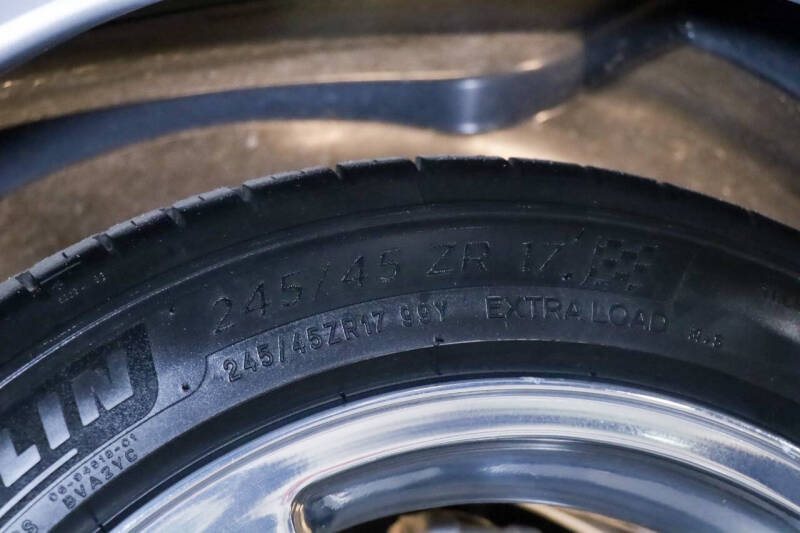 245/45 ZR 17
245/45ZR17 99Y EXTRA LOAD
LIN
BVA3YC